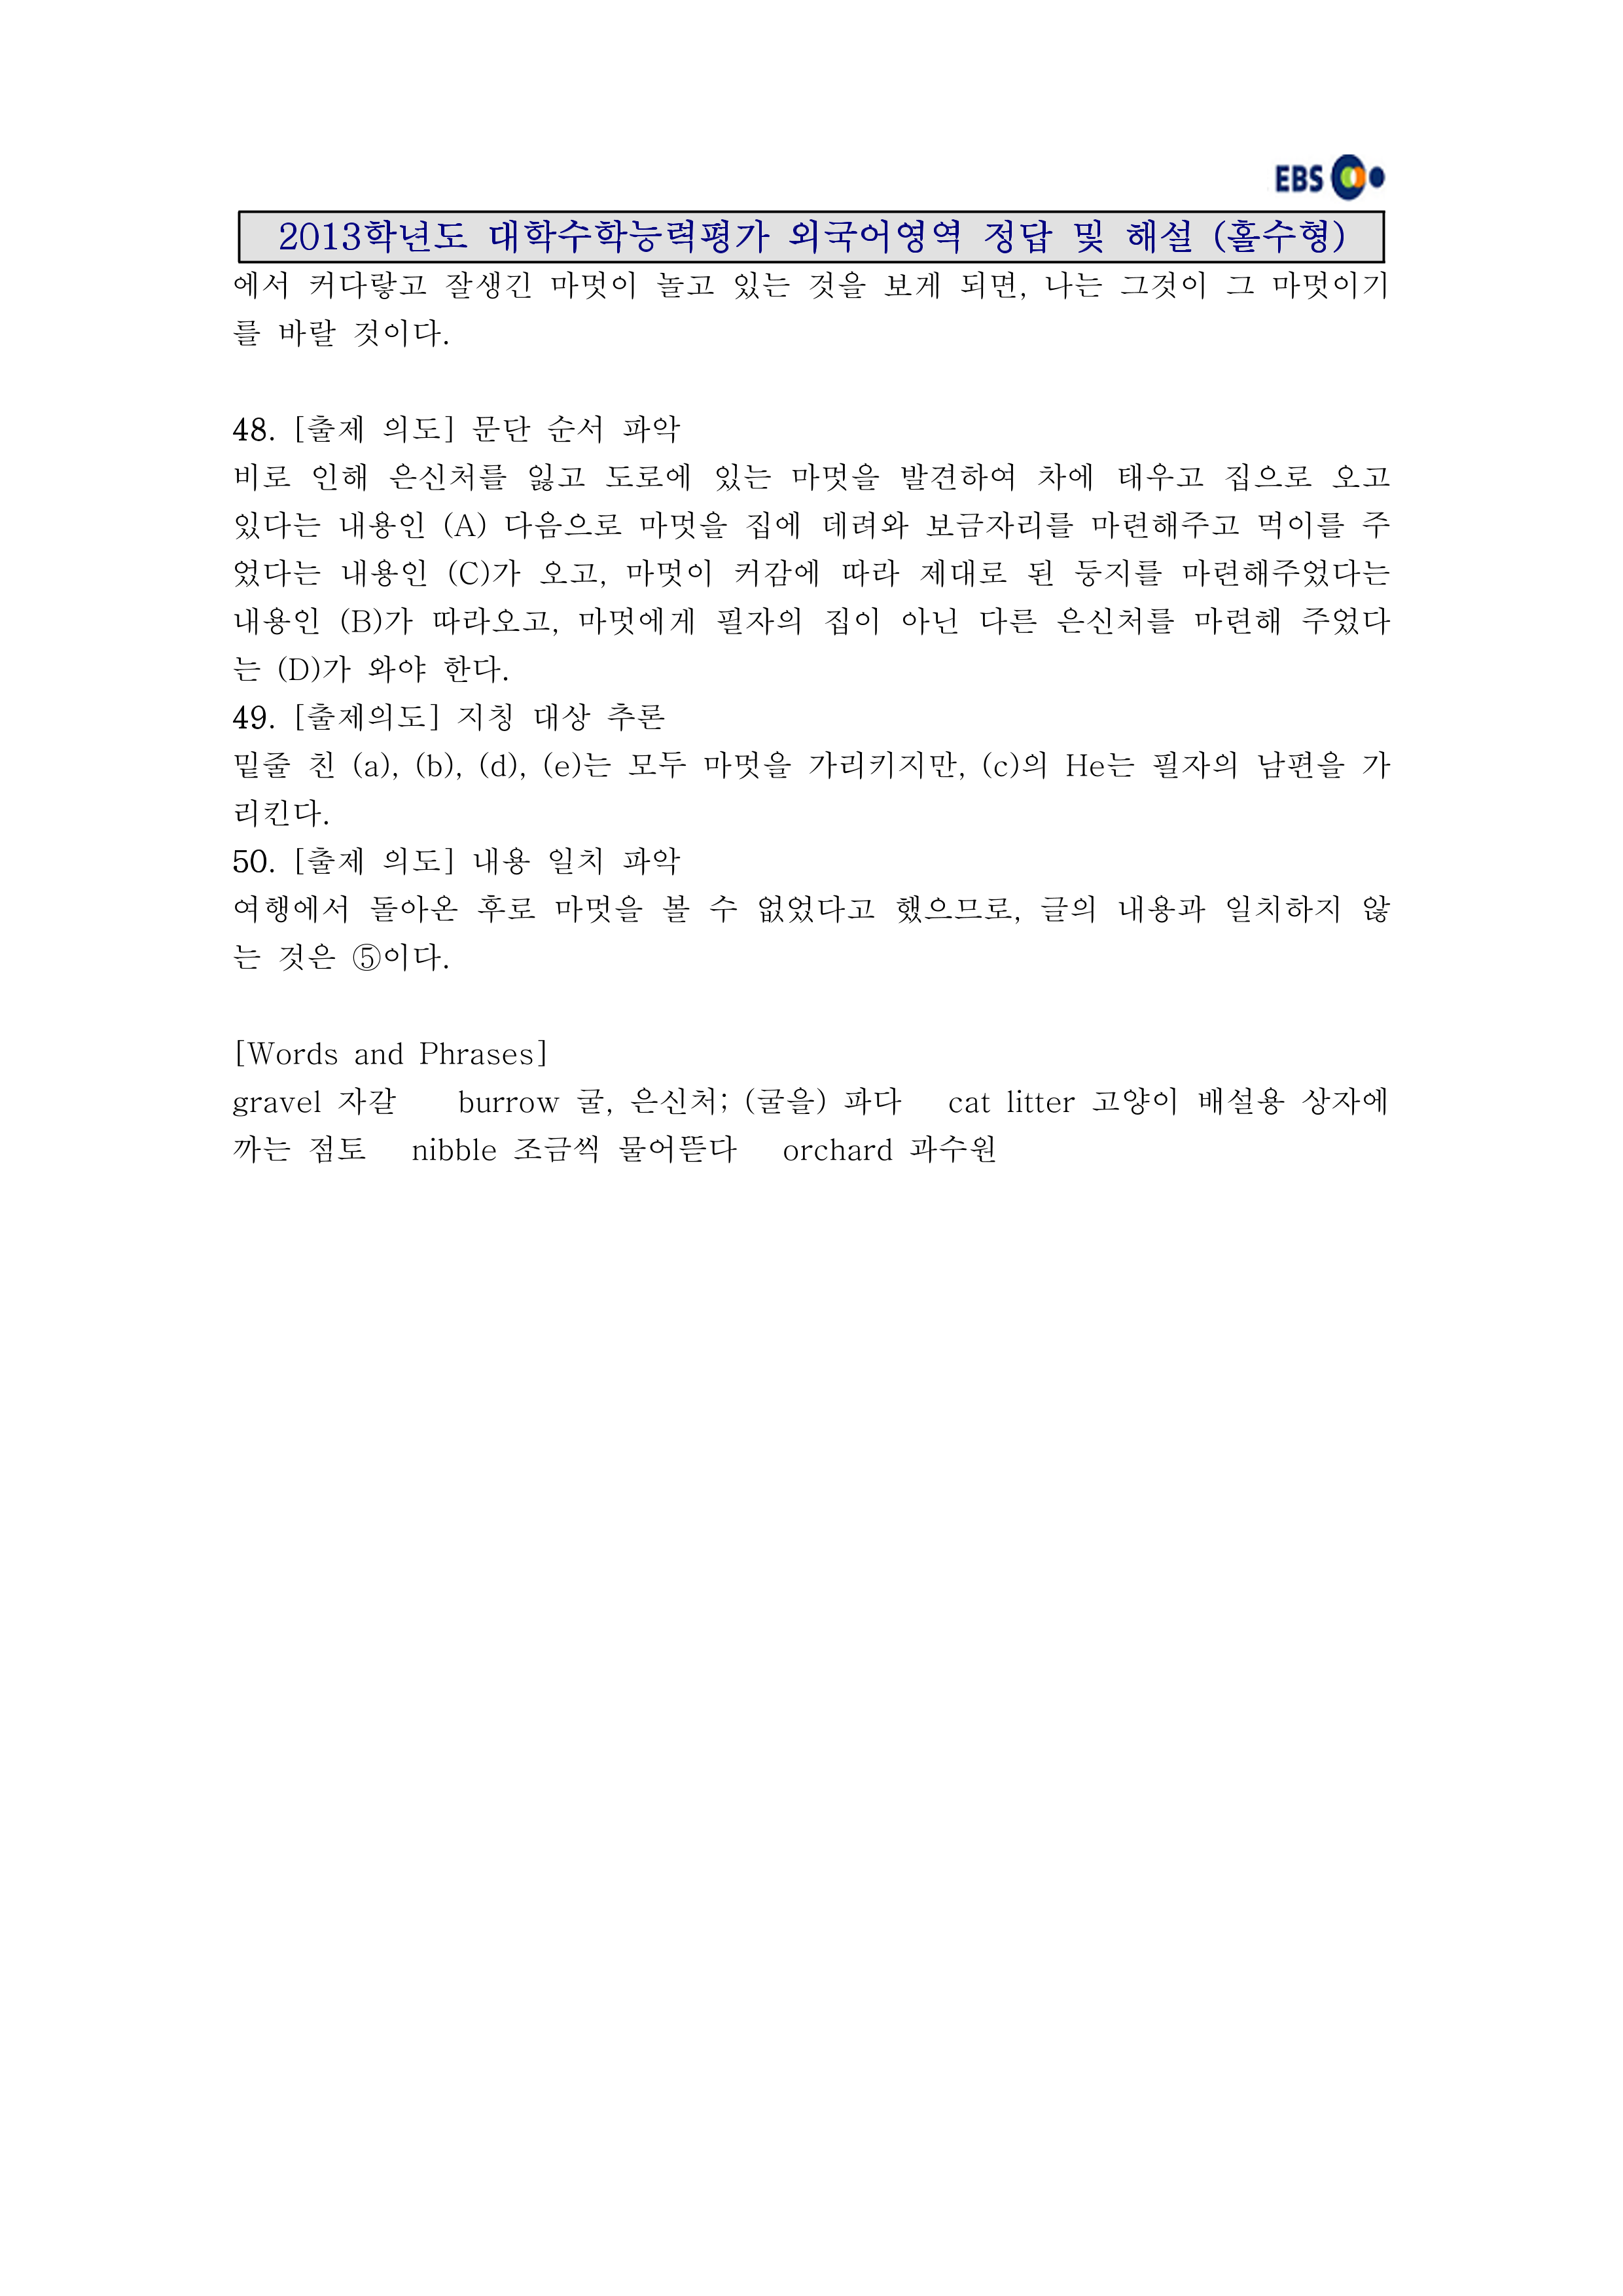 EBS
2013학년도 대학수학능력평가 외국어영역 정답 및 해설 (홀수형)
에서 커다랗고 잘생긴 마멋이 놀고 있는 것을 보게 되면, 나는 그것이 그 마멋이기
를 바랄 것이다.
48. [출제 의도] 문단 순서 파악
비로 인해 은신처를 잃고 도로에 있는 마멋을 발견하여 차에 태우고 집으로 오고
있다는 내용인 (A) 다음으로 마멋을 집에 데려와 보금자리를 마련해주고 먹이를 주
었다는 내용인 (C)가 오고, 마멋이 커감에 따라 제대로 된 둥지를 마련해주었다는
내용인 (B)가 따라오고, 마멋에게 필자의 집이 아닌 다른 은신처를 마련해 주었다
는 (D)가 와야 한다.
49. [출제의도] 지칭 대상 추론
밑줄 친 (a), (b), (d), (e)는 모두 마멋을 가리키지만, (c)의 He는 필자의 남편을 가
리킨다.
50. [출제 의도] 내용 일치 파악
여행에서 돌아온 후로 마멋을 볼 수 없었다고 했으므로, 글의 내용과 일치하지 않
는 것은 ⑤이다.
[Words and Phrases]
gravel 자갈 burrow 굴, 은신처; (굴을) 파다 cat litter 고양이 배설용 상자에
까는 점토 nibble 조금씩 물어뜯다 orchard 과수원